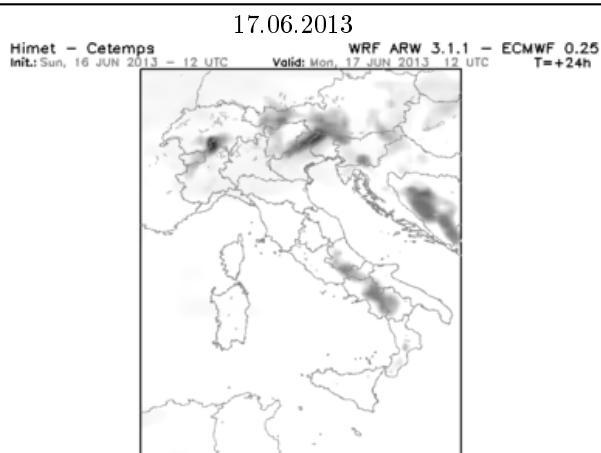 17.06.2013
Himet – Cetemps WRF ARW 3.1.1 – ECMWF 0.25
Init.: Sun, 16 JUN 2013 – 12 UTC Valid: Mon, 17 JUN 2013 12 UTC T=+24h